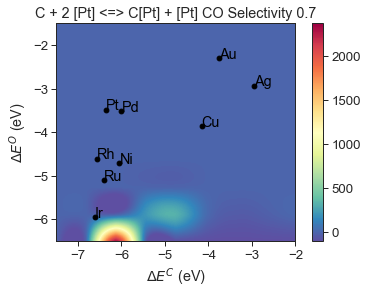 C + 2 [Pt] <=> C[Pt] + [Pt] CO Selectivity 0.7
−2
−3
−4
−5
−6
ΔE^O (eV)
Au
Ag
Pt
Pd
Cu
Rh
Ni
Ru
Ir
−7
−6
−5
−4
−3
−2
ΔE^C (eV)
2000
1500
1000
500
0